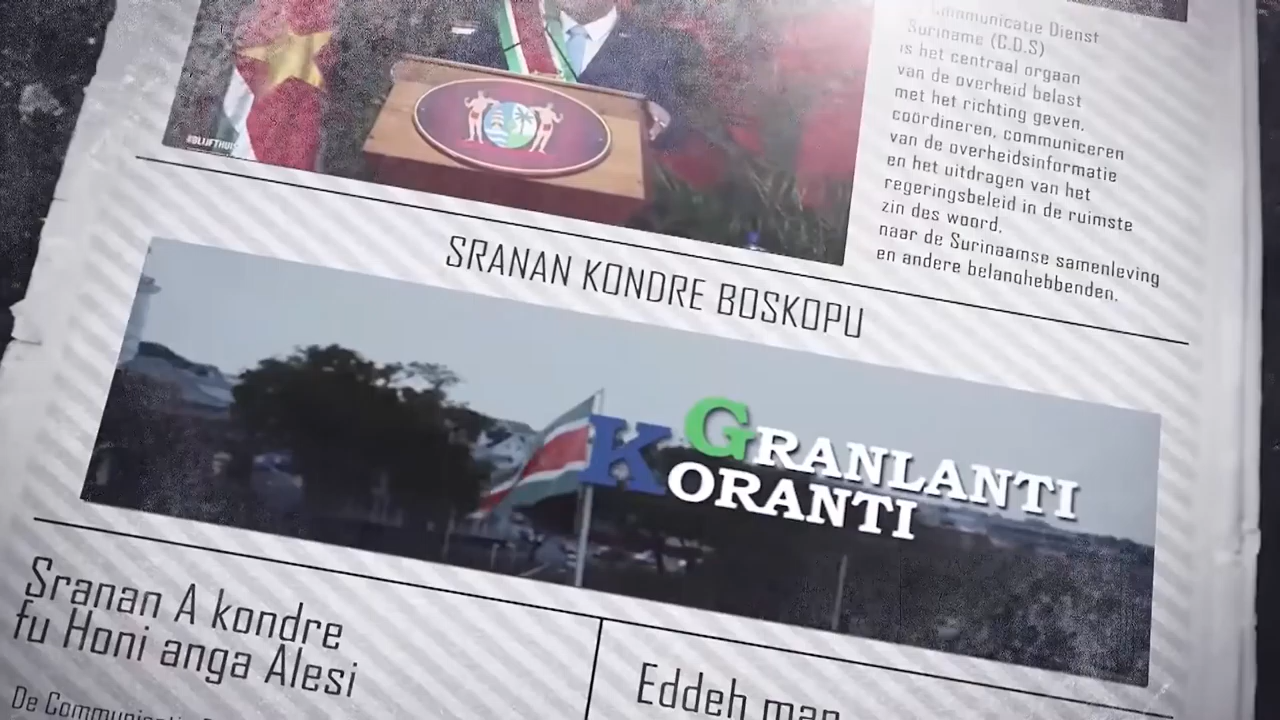 Communicatie Dienst
Suriname (C.D.S)
is het centraal orgaan
van de overheid belast
met het richting geven,
coördineren, communiceren
van de overheidsinformatie
en het uitdragen van het
regeringsbeleid in de ruimste
zin des woord,
naar de Surinaamse samenleving
en andere belanghebbenden.
#BLIJFTHUIS
SRANAN KONDRE BOSKOPU
GRANLANTI
KORANTI
Sranan A kondre
fu Honi anga Alesi
De
Eddeh man